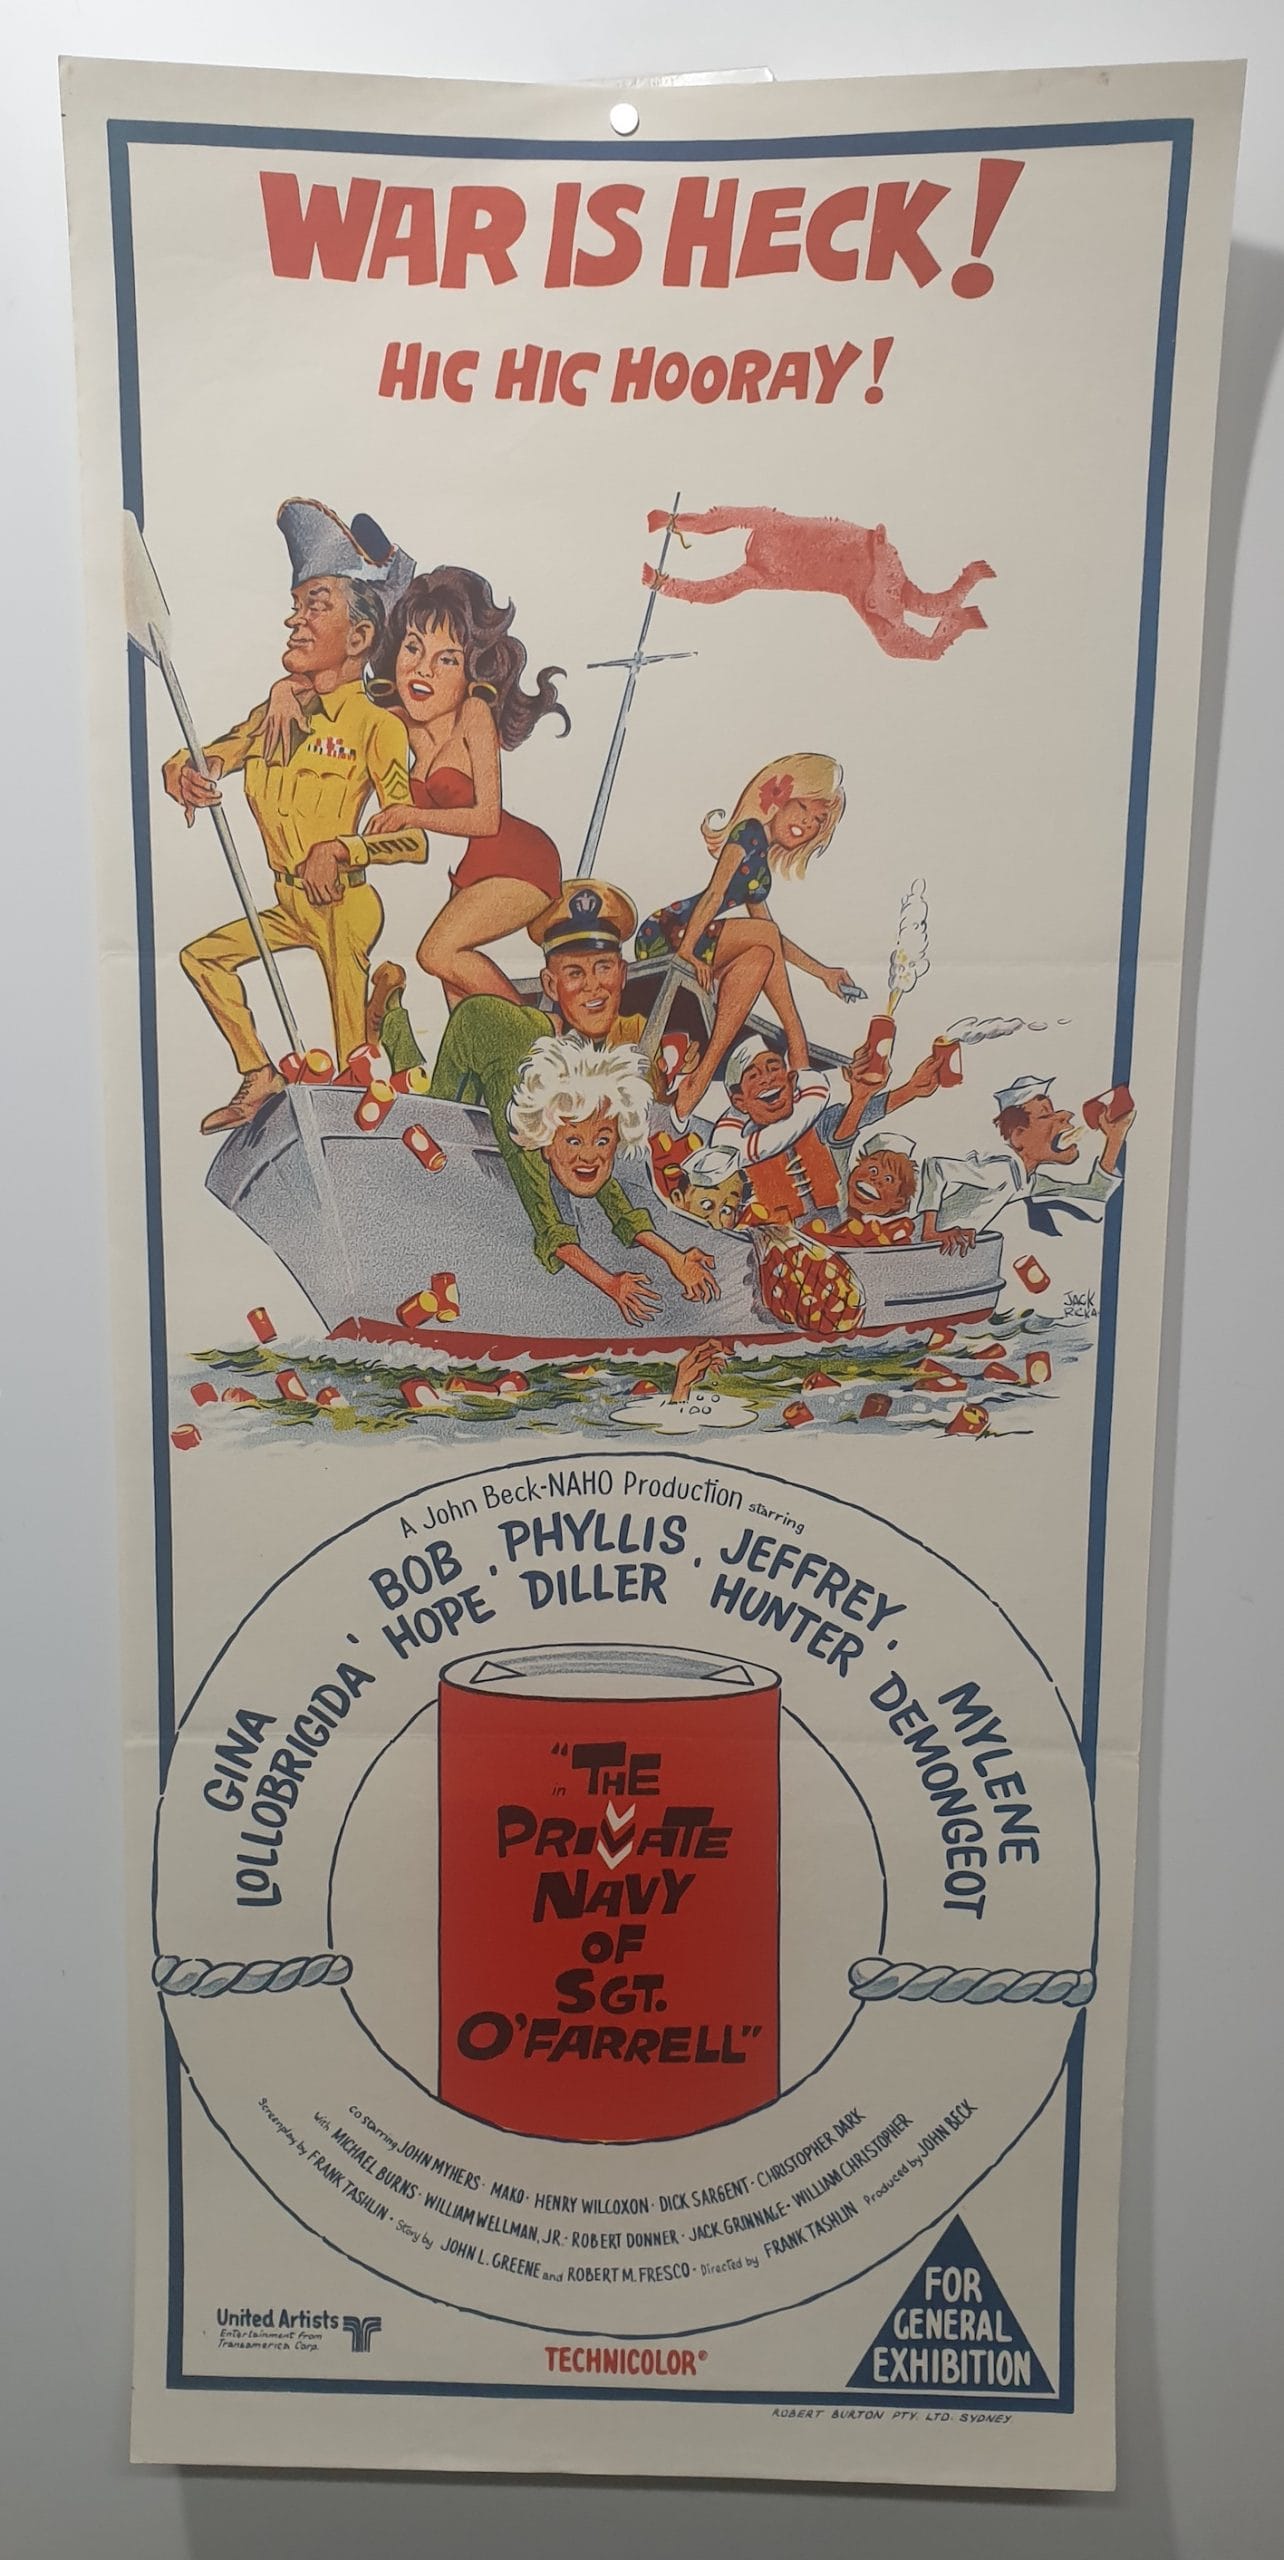 WAR IS HECK!
HIC HIC HOORAY!
JACK
RICKA
A John Beck-NAHO Production starring
GINA LOLLOBRIGIDA · BOB HOPE · PHYLLIS DILLER · JEFFREY HUNTER · MYLENE DEMONGEOT
in "THE
PRIVATE
NAVY
OF
SGT.
O'FARRELL"
co starring JOHN MYHERS · MAKO · HENRY WILCOXON · DICK SARGENT · CHRISTOPHER DARK
with MICHAEL BURNS · WILLIAM WELLMAN, JR. · ROBERT DONNER · JACK GRINNAGE · WILLIAM CHRISTOPHER
Screenplay by FRANK TASHLIN · Story by JOHN L. GREENE and ROBERT M. FRESCO · Directed by FRANK TASHLIN Produced by JOHN BECK
United Artists
Entertainment from
Transamerica Corp.
TECHNICOLOR®
FOR
GENERAL
EXHIBITION
ROBERT BURTON PTY. LTD. SYDNEY